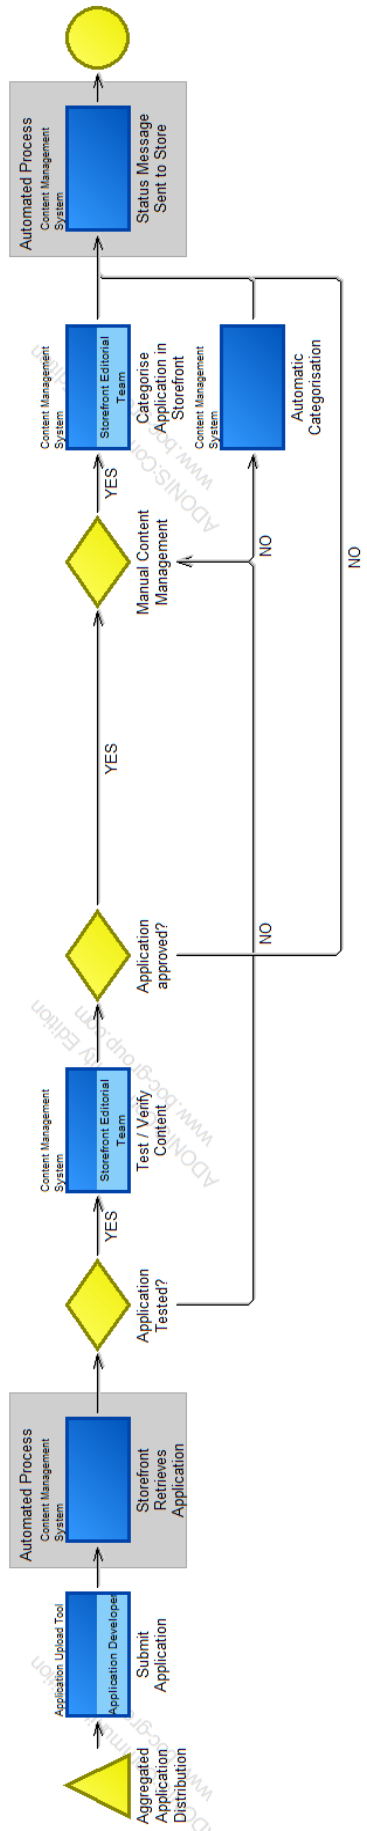 Automated Process
Content Management
System
Status Message
Sent to Store
Content Management
System
Storefront Editorial
Team
Categorise
Application in
Storefront
Content Management
System
Automatic
Categorisation
YES
Manual Content
Management
NO
NO
YES
Application
approved?
NO
Content Management
System
Storefront Editorial
Team
Test / Verify
Content
YES
Application
Tested?
Automated Process
Content Management
System
Storefront
Retrieves
Application
Application Upload Tool
Application Developer
Submit
Application
Aggregated
Application
Distribution